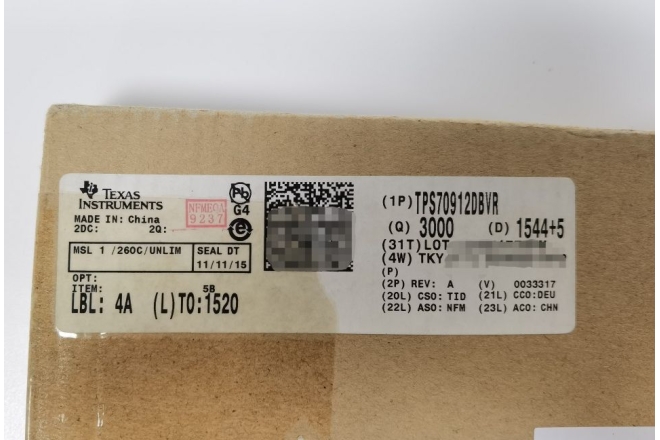 TEXAS
INSTRUMENTS
MADE IN: China
2DC: 2Q:
NFMEOA
9237
Pb
G4
e
MSL 1 /260C/UNLIM
SEAL DT
11/11/15
OPT:
ITEM: 5B
LBL: 4A (L)TO:1520
(1P)TPS70912DBVR
(Q) 3000 (D) 1544+5
(31T)LOT
(4W) TKY
(P)
(2P) REV: A (V) 0033317
(20L) CSO: TID (21L) CCO:DEU
(22L) ASO: NFM (23L) ACO: CHN